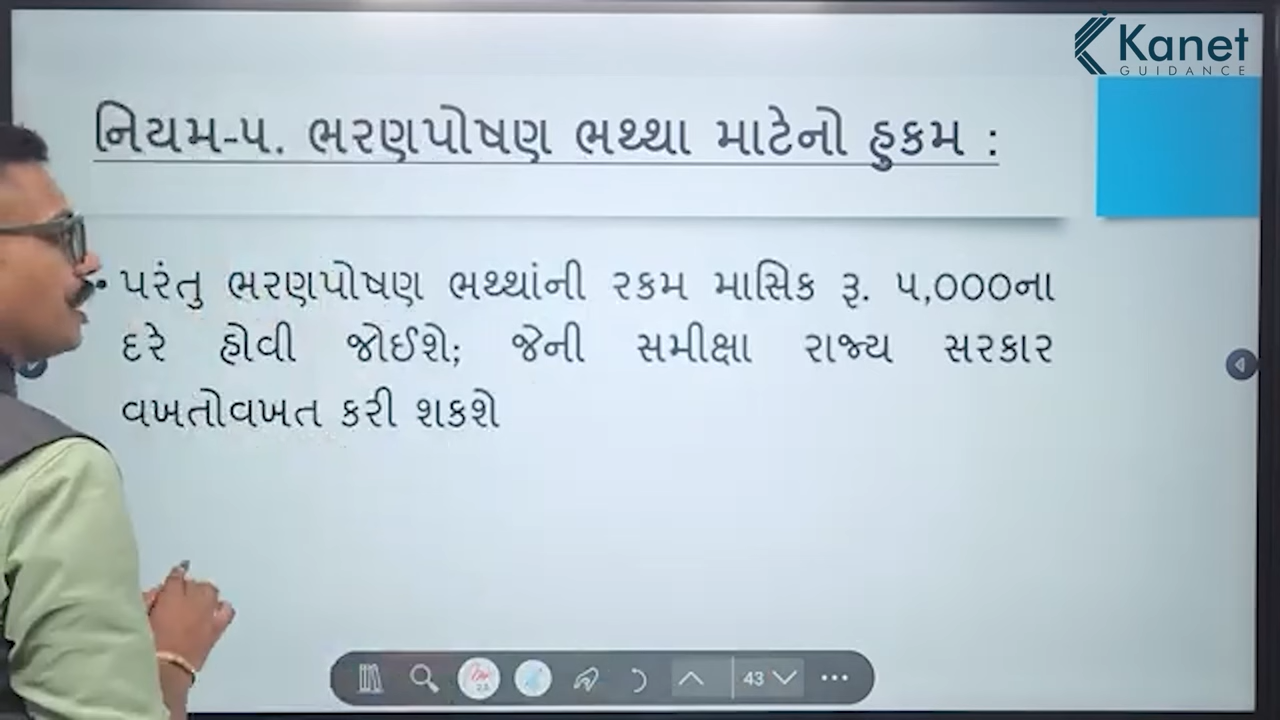 Kanet
GUIDANCE
નિયમ-૫. ભરણપોષણ ભથ્થા માટેનો હુકમ :
• પરંતુ ભરણપોષણ ભથ્થાંની રકમ માસિક રૂ. ૫,૦૦૦ના
દરે હોવી જોઈશે; જેની સમીક્ષા રાજ્ય સરકાર
વખતોવખત કરી શકશે
43